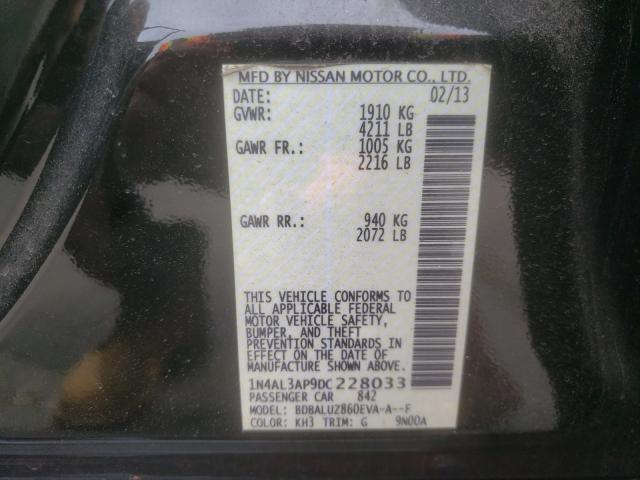 MFD BY NISSAN MOTOR CO., LTD.
DATE: 02/13
GVWR: 1910 KG
4211 LB
GAWR FR.: 1005 KG
2216 LB
GAWR RR.: 940 KG
2072 LB
THIS VEHICLE CONFORMS TO
ALL APPLICABLE FEDERAL
MOTOR VEHICLE SAFETY,
BUMPER, AND THEFT
PREVENTION STANDARDS IN
EFFECT ON THE DATE OF
MANUFACTURE SHOWN ABOVE.
1N4AL3AP9DC228033
PASSENGER CAR 842
MODEL: BDBALUZ860EVA-A--F
COLOR: KH3 TRIM: G 9N00A